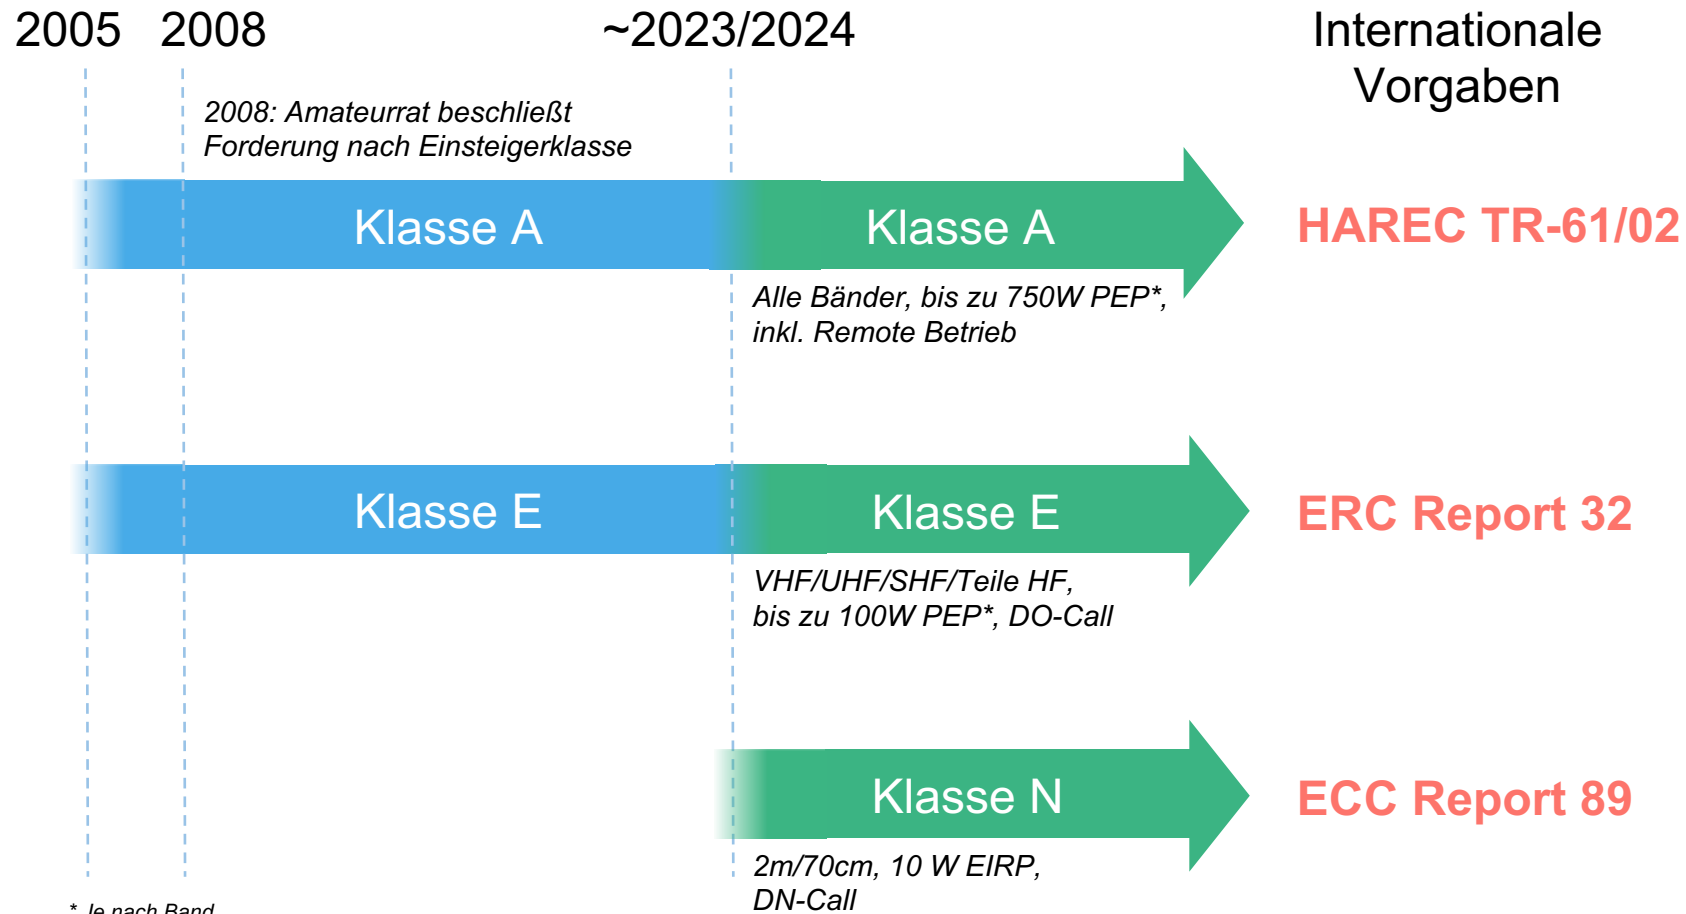 2005 2008 ~2023/2024 Internationale
Vorgaben
2008: Amateurrat beschließt
Forderung nach Einsteigerklasse
Klasse A Klasse A HAREC TR-61/02
Alle Bänder, bis zu 750W PEP*,
inkl. Remote Betrieb
Klasse E Klasse E ERC Report 32
VHF/UHF/SHF/Teile HF,
bis zu 100W PEP*, DO-Call
Klasse N ECC Report 89
2m/70cm, 10 W EIRP,
DN-Call
* Je nach Band